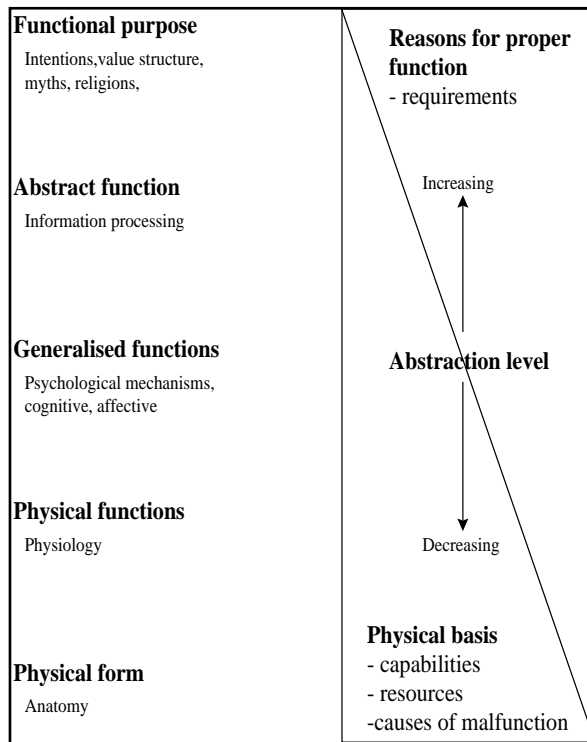 Functional purpose
Intentions,value structure,
myths, religions,
Abstract function
Information processing
Generalised functions
Psychological mechanisms,
cognitive, affective
Physical functions
Physiology
Physical form
Anatomy
Reasons for proper
function
- requirements
Increasing
Abstraction level
Decreasing
Physical basis
- capabilities
- resources
-causes of malfunction